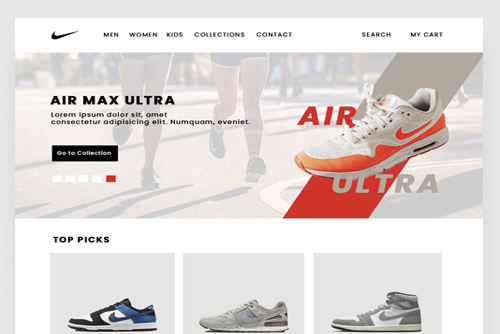 MEN WOMEN KIDS COLLECTIONS CONTACT SEARCH MY CART
AIR MAX ULTRA
Lorem ipsum dolor sit, amet
consectetur adipisicing elit. Numquam, eveniet.
Go to Collection
AIR
ULTRA
TOP PICKS